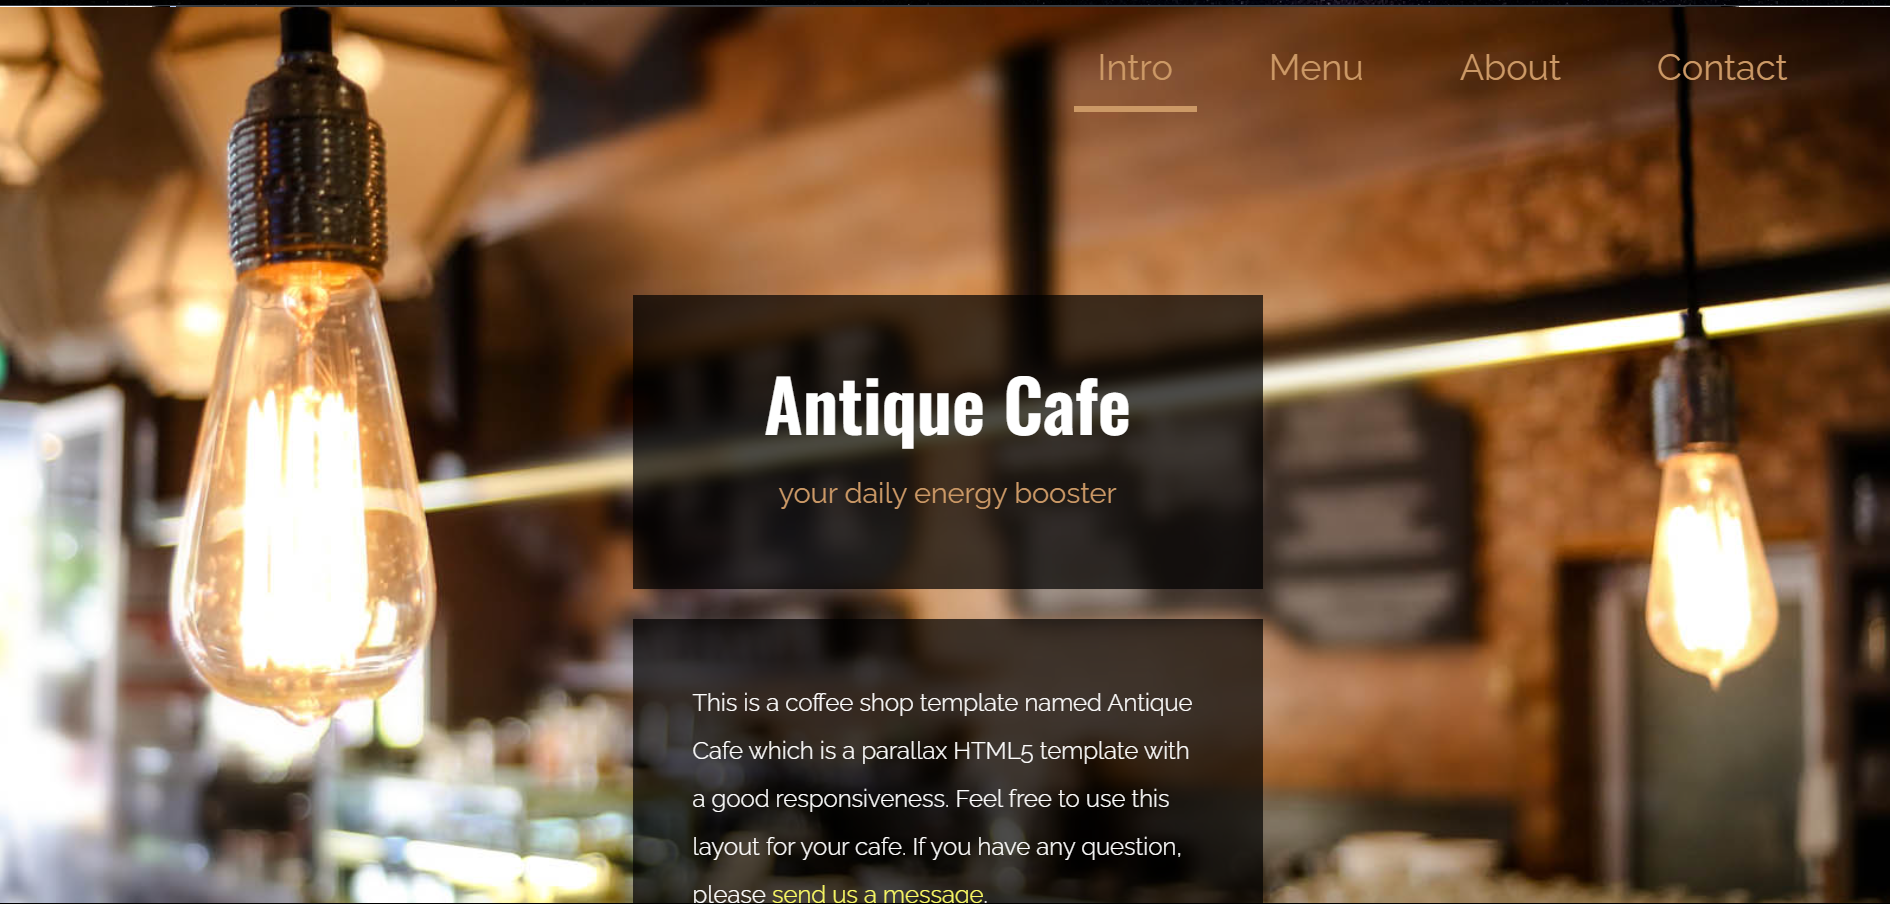 Intro Menu About Contact
Antique Cafe
your daily energy booster
This is a coffee shop template named Antique
Cafe which is a parallax HTML5 template with
a good responsiveness. Feel free to use this
layout for your cafe. If you have any question,
please send us a message.